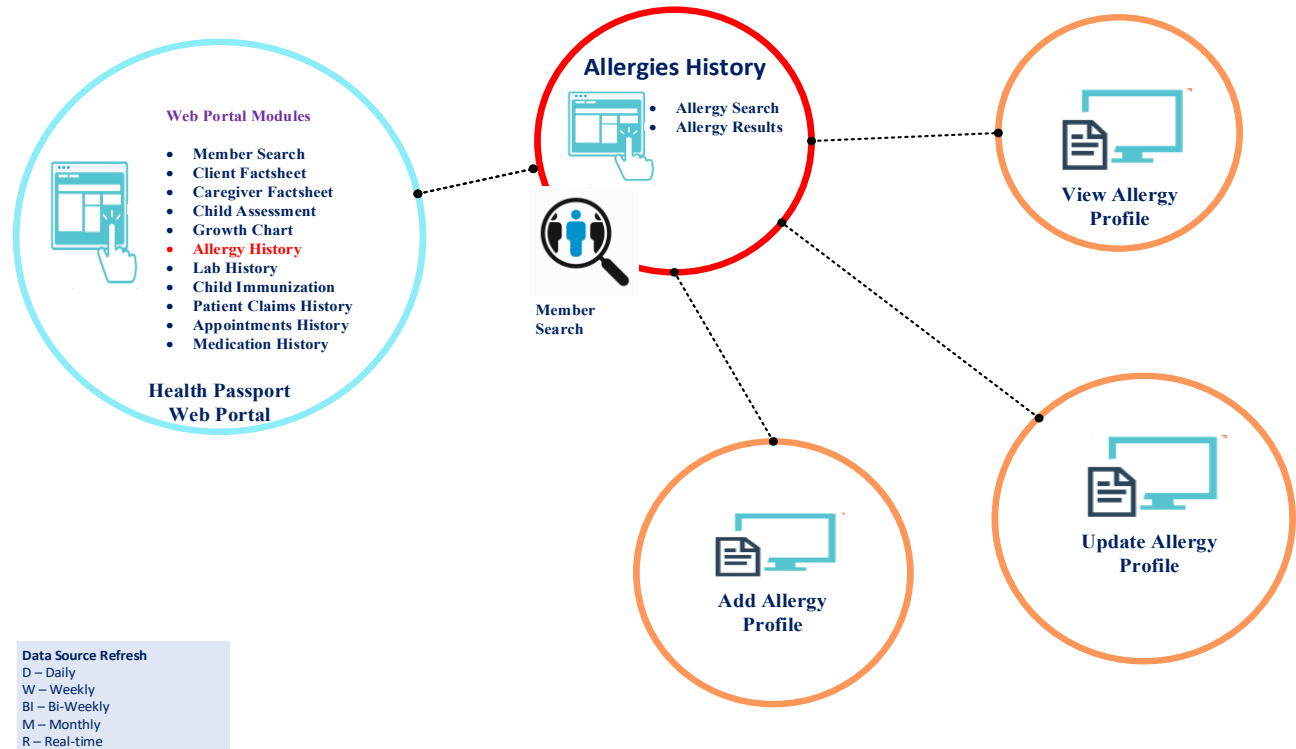 Web Portal Modules
• Member Search
• Client Factsheet
• Caregiver Factsheet
• Child Assessment
• Growth Chart
• Allergy History
• Lab History
• Child Immunization
• Patient Claims History
• Appointments History
• Medication History
Health Passport
Web Portal
Allergies History
• Allergy Search
• Allergy Results
Member
Search
View Allergy
Profile
Update Allergy
Profile
Add Allergy
Profile
Data Source Refresh
D – Daily
W – Weekly
BI – Bi-Weekly
M – Monthly
R – Real-time